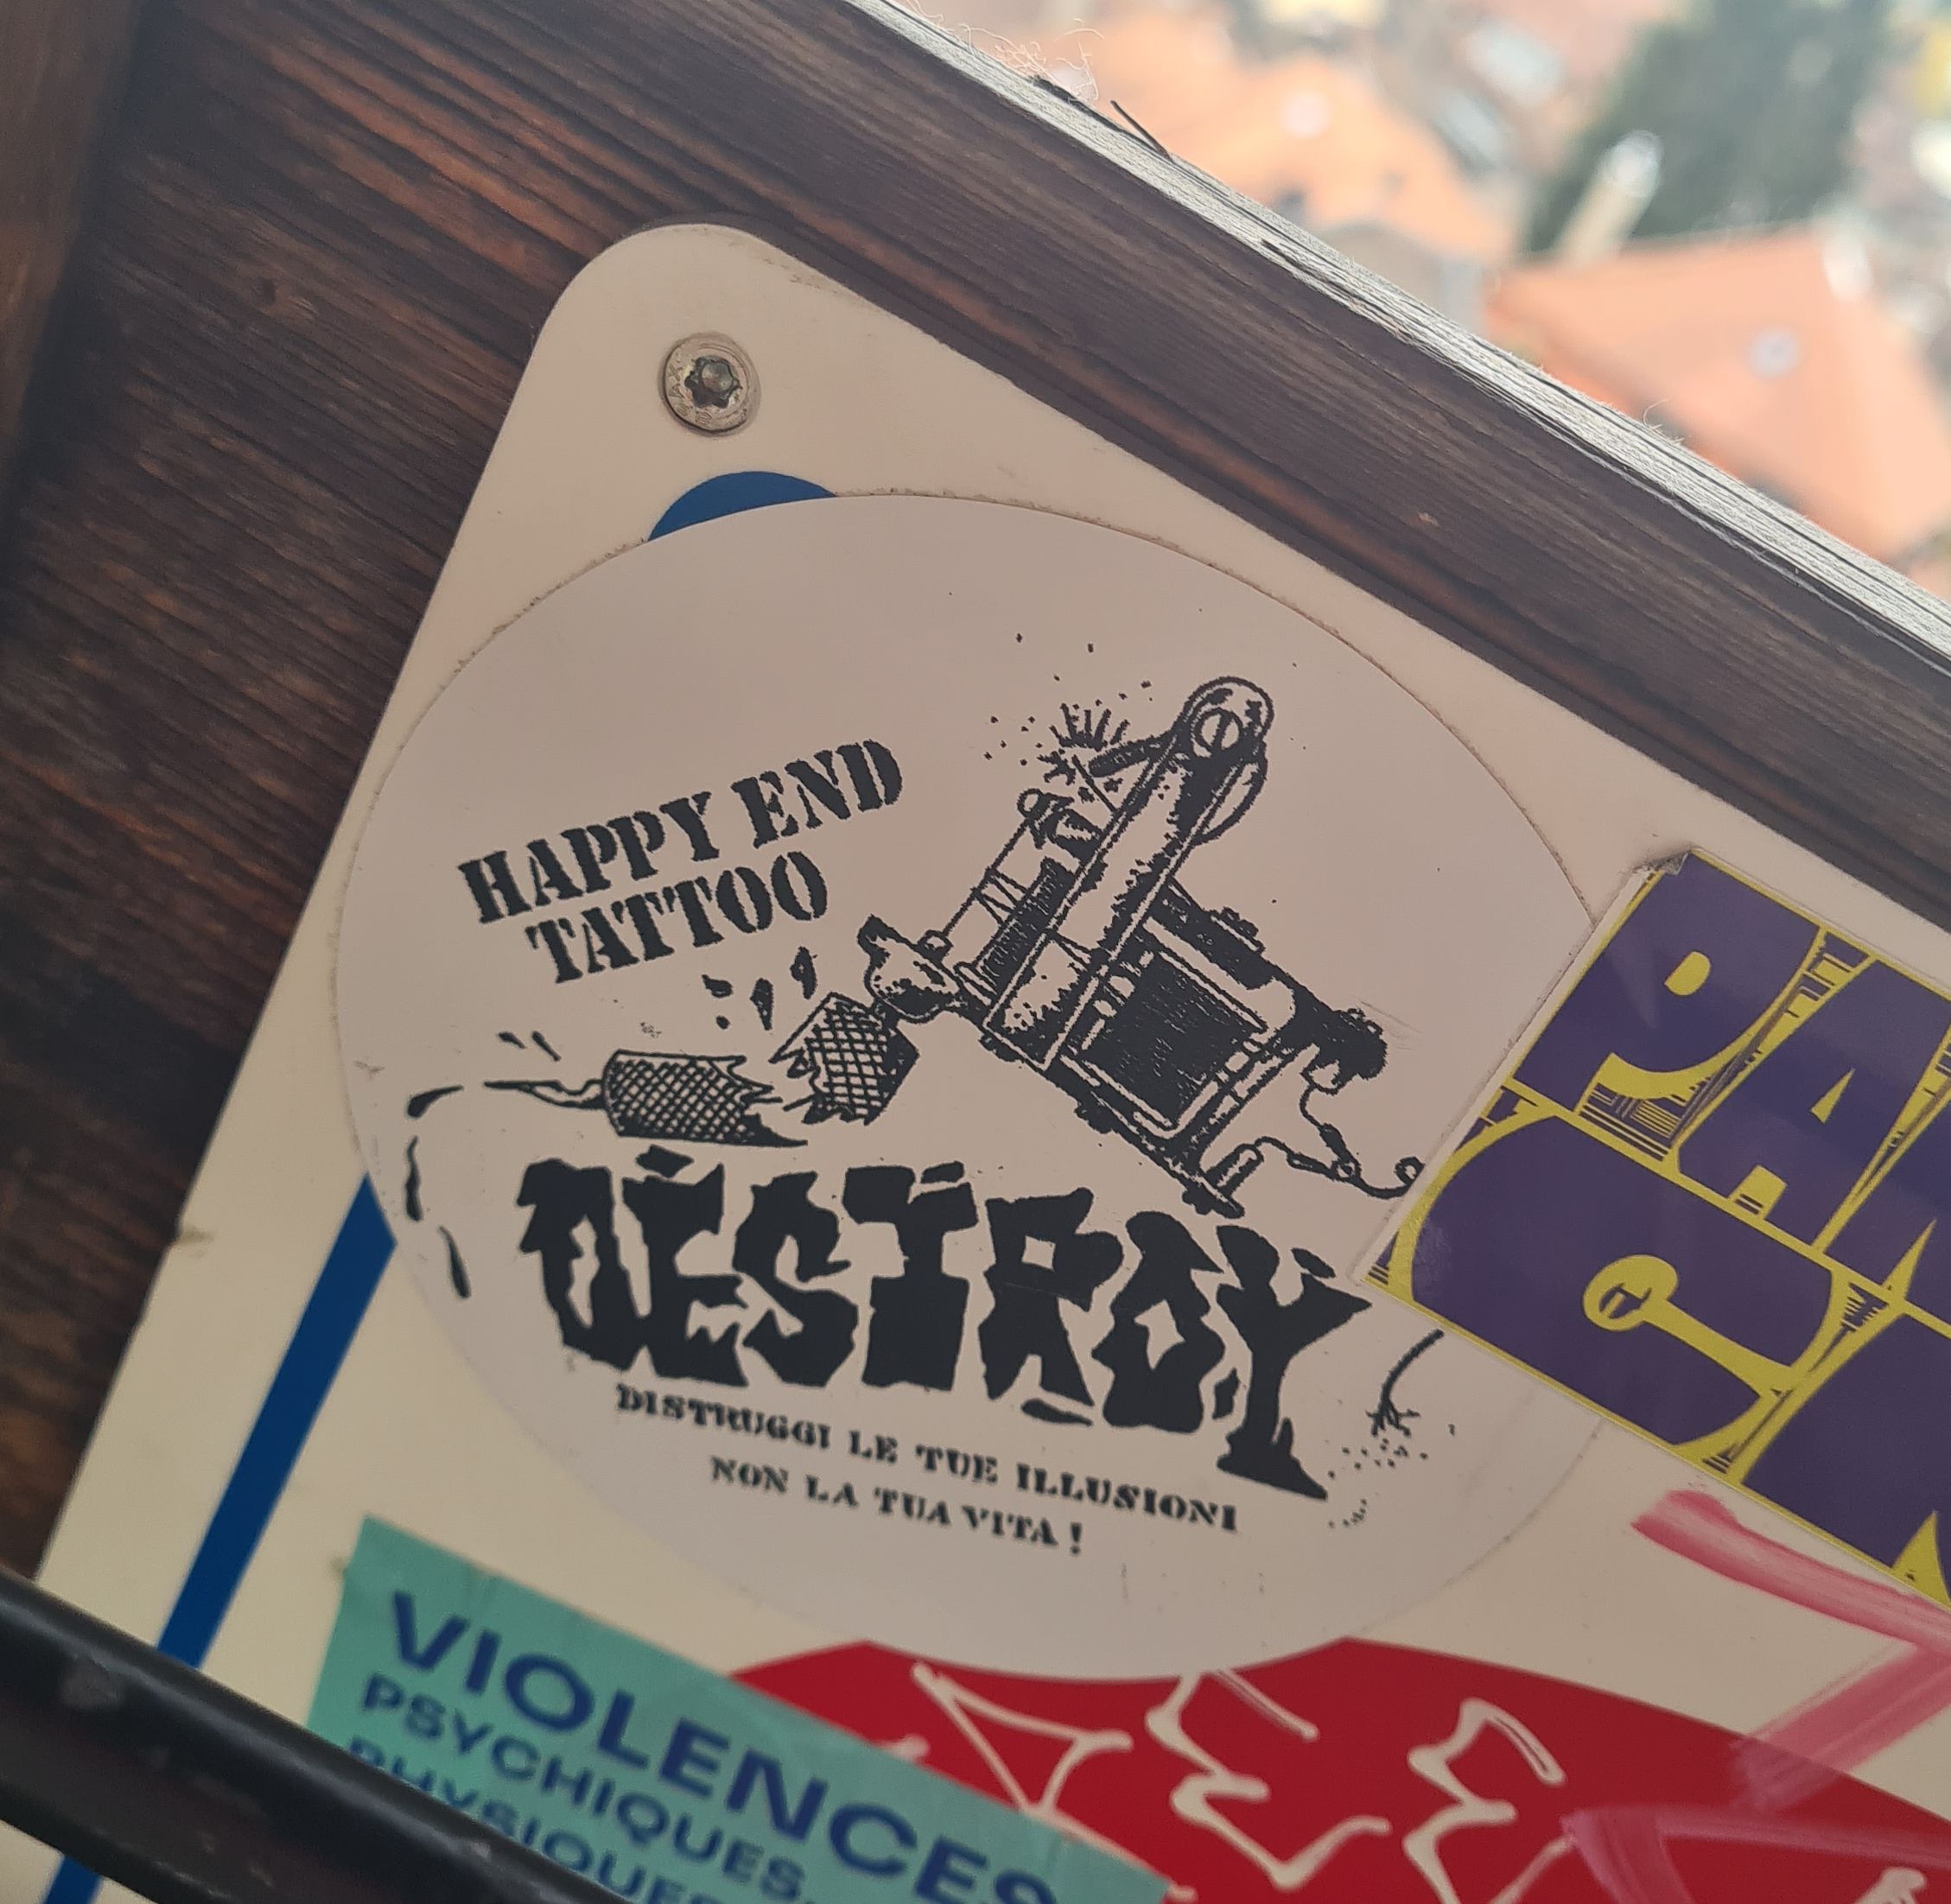 HAPPY END
TATTOO
DESTROY
DISTRUGGI LE TUE ILLUSIONI
NON LA TUA VITA !
VIOLENCES
PSYCHIQUES,